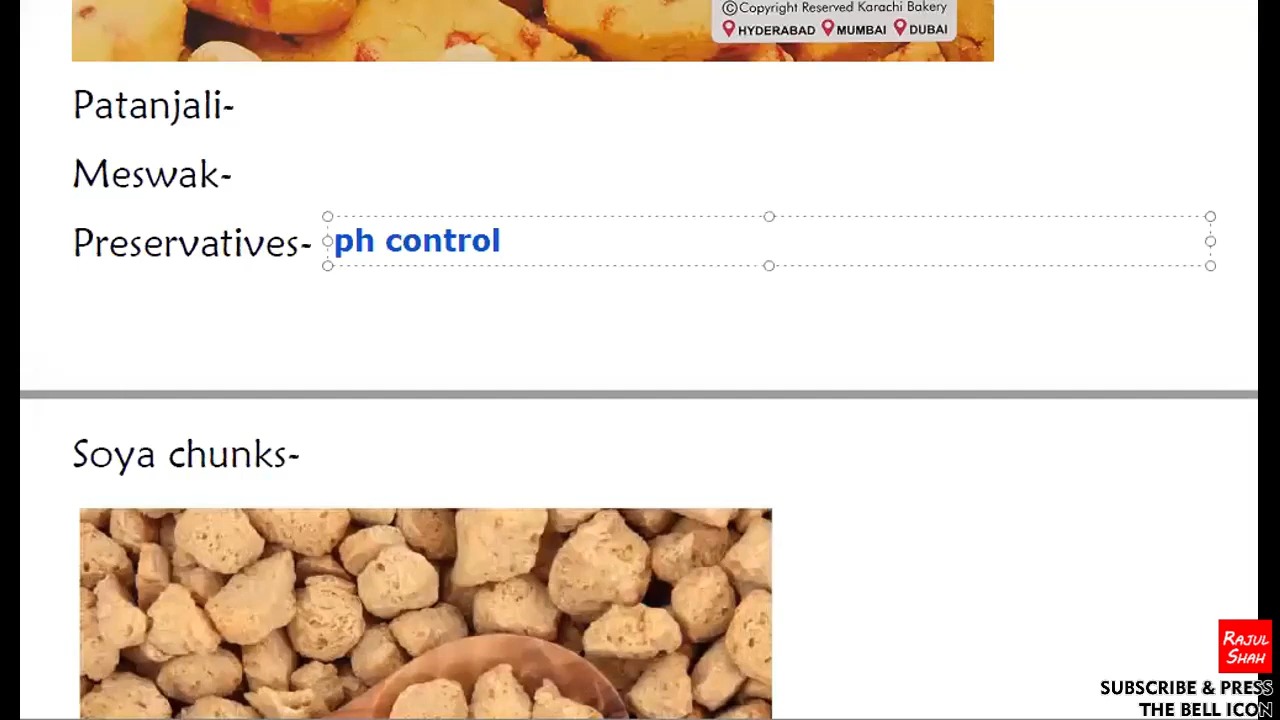 ©Copyright Reserved Karachi Bakery
HYDERABAD MUMBAI DUBAI
Patanjali-
Meswak-
Preservatives- ph control
Soya chunks-
RAJUL
SHAH
SUBSCRIBE & PRESS
THE BELL ICON